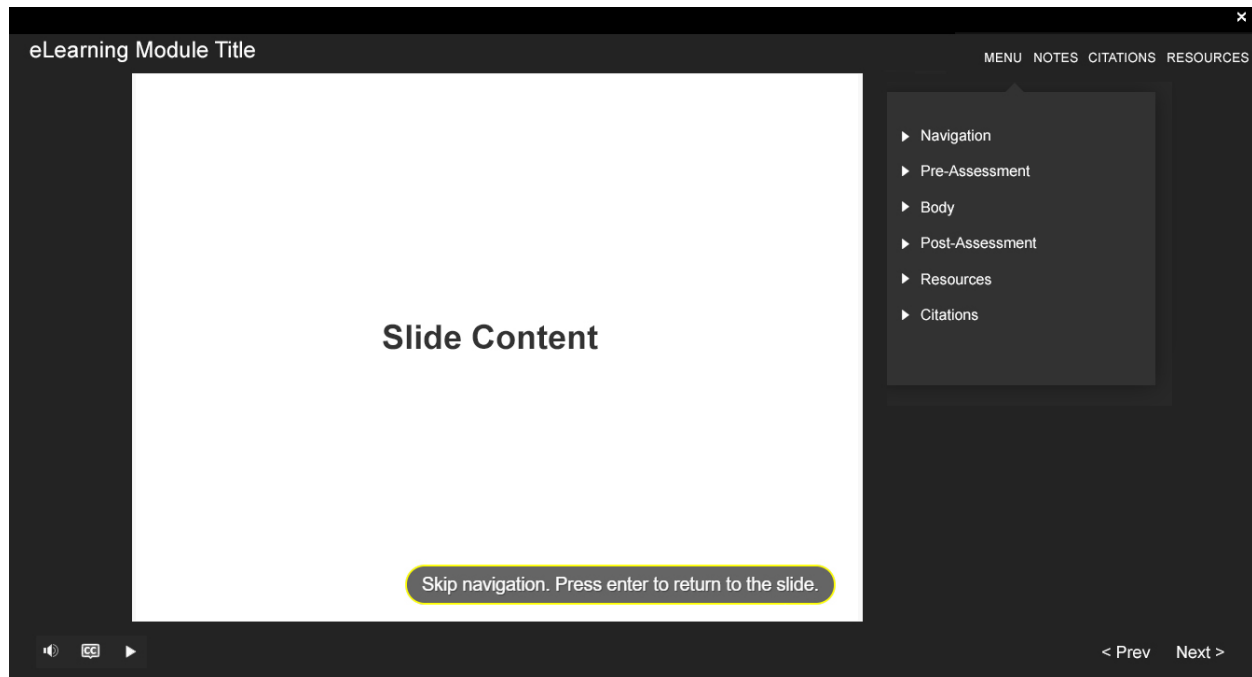 ×
eLearning Module Title
MENU NOTES CITATIONS RESOURCES
Navigation
Pre-Assessment
Body
Post-Assessment
Resources
Citations
Slide Content
Skip navigation. Press enter to return to the slide.
CC
< Prev Next >